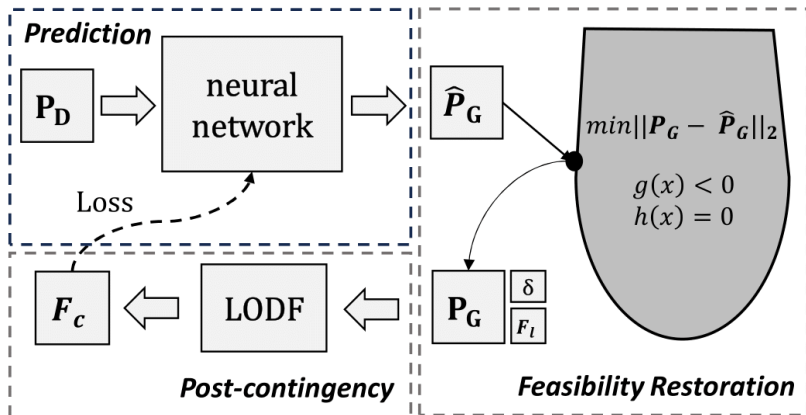 Prediction
P_D
neural
network
Loss
P̂_G
min||P_G − P̂_G||₂
g(x) < 0
h(x) = 0
F_c
LODF
P_G
δ
F_l
Post-contingency
Feasibility Restoration